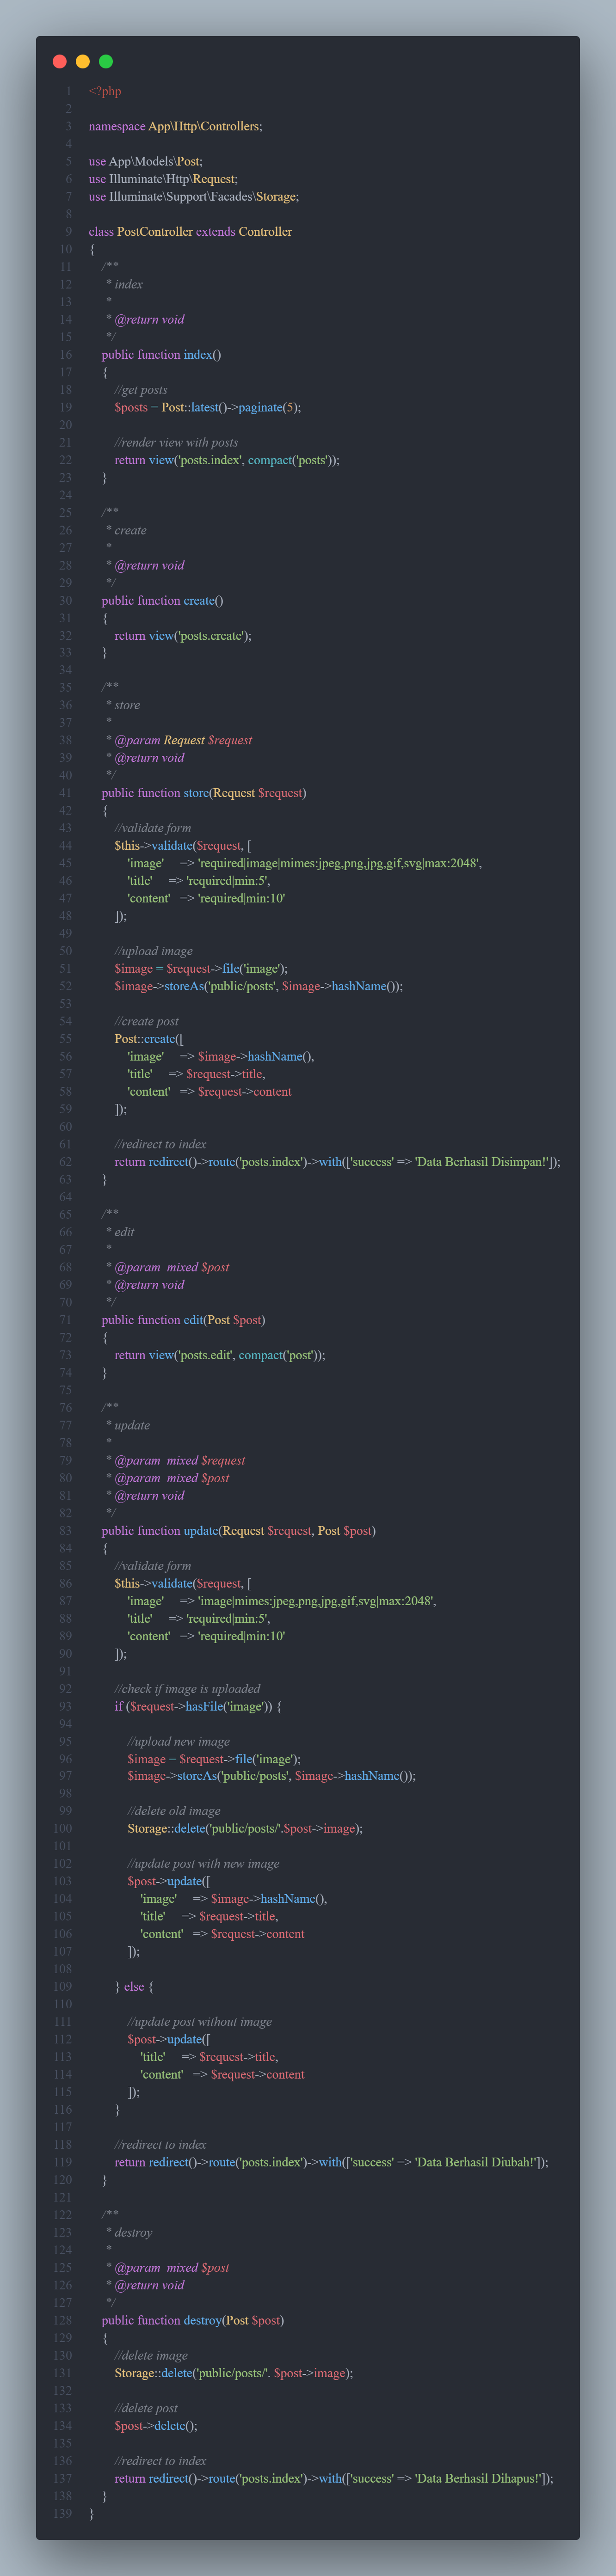 1 <?php
2
3 namespace App\Http\Controllers;
4
5 use App\Models\Post;
6 use Illuminate\Http\Request;
7 use Illuminate\Support\Facades\Storage;
8
9 class PostController extends Controller
10 {
11     /**
12      * index
13      *
14      * @return void
15      */
16     public function index()
17     {
18         //get posts
19         $posts = Post::latest()->paginate(5);
20
21         //render view with posts
22         return view('posts.index', compact('posts'));
23     }
24
25     /**
26      * create
27      *
28      * @return void
29      */
30     public function create()
31     {
32         return view('posts.create');
33     }
34
35     /**
36      * store
37      *
38      * @param Request $request
39      * @return void
40      */
41     public function store(Request $request)
42     {
43         //validate form
44         $this->validate($request, [
45             'image'     => 'required|image|mimes:jpeg,png,jpg,gif,svg|max:2048',
46             'title'     => 'required|min:5',
47             'content'   => 'required|min:10'
48         ]);
49
50         //upload image
51         $image = $request->file('image');
52         $image->storeAs('public/posts', $image->hashName());
53
54         //create post
55         Post::create([
56             'image'     => $image->hashName(),
57             'title'     => $request->title,
58             'content'   => $request->content
59         ]);
60
61         //redirect to index
62         return redirect()->route('posts.index')->with(['success' => 'Data Berhasil Disimpan!']);
63     }
64
65     /**
66      * edit
67      *
68      * @param  mixed $post
69      * @return void
70      */
71     public function edit(Post $post)
72     {
73         return view('posts.edit', compact('post'));
74     }
75
76     /**
77      * update
78      *
79      * @param  mixed $request
80      * @param  mixed $post
81      * @return void
82      */
83     public function update(Request $request, Post $post)
84     {
85         //validate form
86         $this->validate($request, [
87             'image'     => 'image|mimes:jpeg,png,jpg,gif,svg|max:2048',
88             'title'     => 'required|min:5',
89             'content'   => 'required|min:10'
90         ]);
91
92         //check if image is uploaded
93         if ($request->hasFile('image')) {
94
95             //upload new image
96             $image = $request->file('image');
97             $image->storeAs('public/posts', $image->hashName());
98
99             //delete old image
100             Storage::delete('public/posts/'.$post->image);
101
102             //update post with new image
103             $post->update([
104                 'image'     => $image->hashName(),
105                 'title'     => $request->title,
106                 'content'   => $request->content
107             ]);
108
109         } else {
110
111             //update post without image
112             $post->update([
113                 'title'     => $request->title,
114                 'content'   => $request->content
115             ]);
116         }
117
118         //redirect to index
119         return redirect()->route('posts.index')->with(['success' => 'Data Berhasil Diubah!']);
120     }
121
122     /**
123      * destroy
124      *
125      * @param  mixed $post
126      * @return void
127      */
128     public function destroy(Post $post)
129     {
130         //delete image
131         Storage::delete('public/posts/'. $post->image);
132
133         //delete post
134         $post->delete();
135
136         //redirect to index
137         return redirect()->route('posts.index')->with(['success' => 'Data Berhasil Dihapus!']);
138     }
139 }